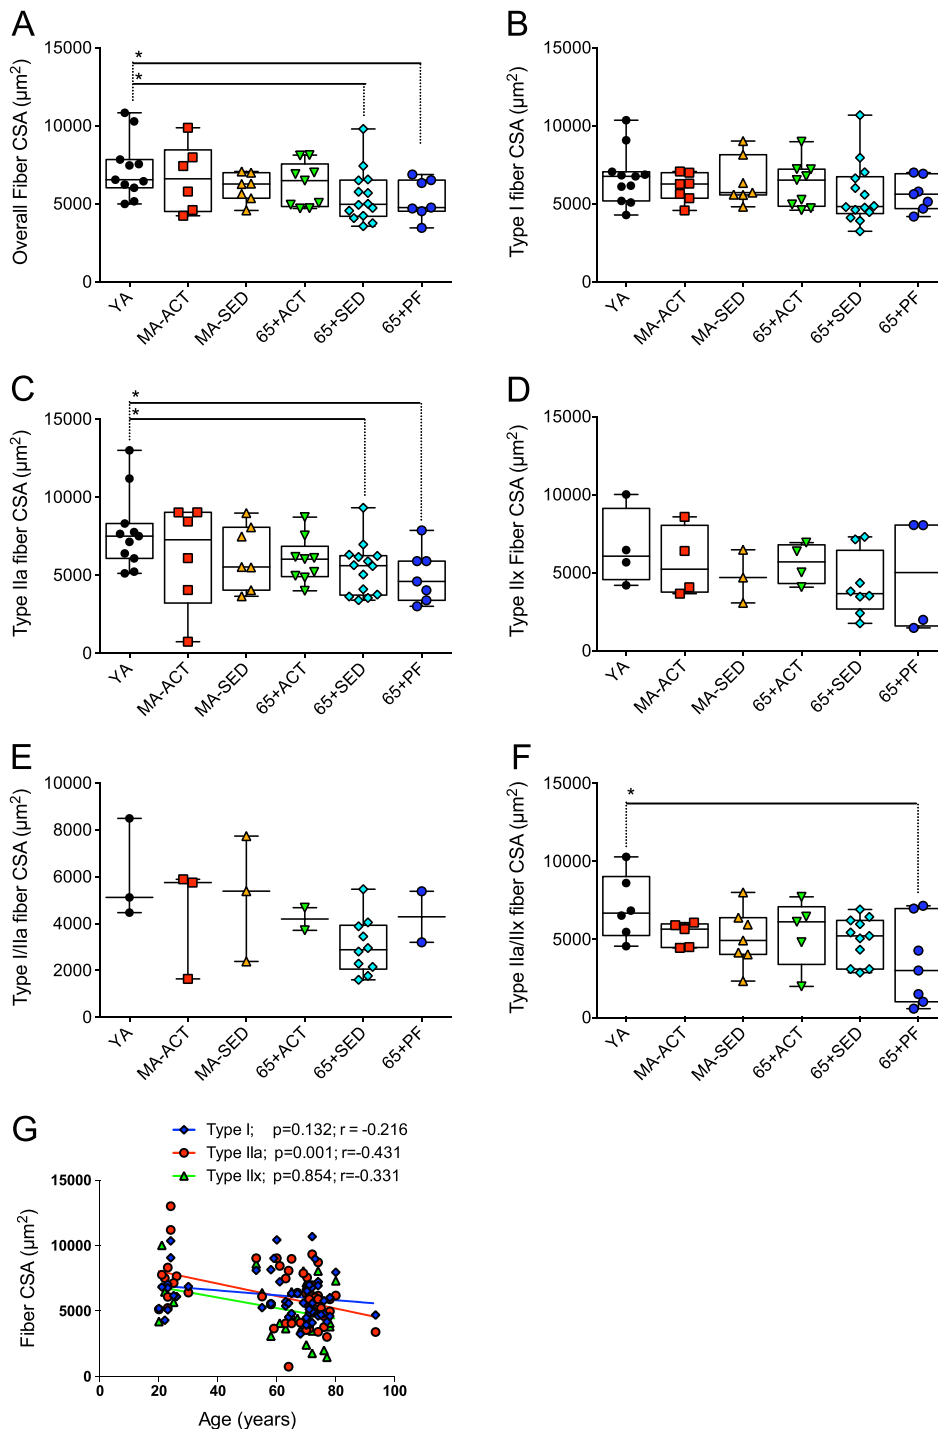 A
B
Overall Fiber CSA (µm2)
15000
10000
5000
0
*
*
YA
MA-ACT
MA-SED
65+ACT
65+SED
65+PF
Type I fiber CSA (µm2)
15000
10000
5000
0
YA
MA-ACT
MA-SED
65+ACT
65+SED
65+PF
C
D
Type IIa fiber CSA (µm2)
15000
10000
5000
0
*
*
YA
MA-ACT
MA-SED
65+ACT
65+SED
65+PF
Type IIx Fiber CSA (µm2)
15000
10000
5000
0
YA
MA-ACT
MA-SED
65+ACT
65+SED
65+PF
E
F
Type I/IIa fiber CSA (µm2)
10000
8000
6000
4000
2000
0
YA
MA-ACT
MA-SED
65+ACT
65+SED
65+PF
Type IIa/IIx fiber CSA (µm2)
15000
10000
5000
0
*
YA
MA-ACT
MA-SED
65+ACT
65+SED
65+PF
G
Type I; p=0.132; r = -0.216
Type IIa; p=0.001; r=-0.431
Type IIx; p=0.854; r=-0.331
Fiber CSA (µm2)
15000
10000
5000
0
0 20 40 60 80 100
Age (years)